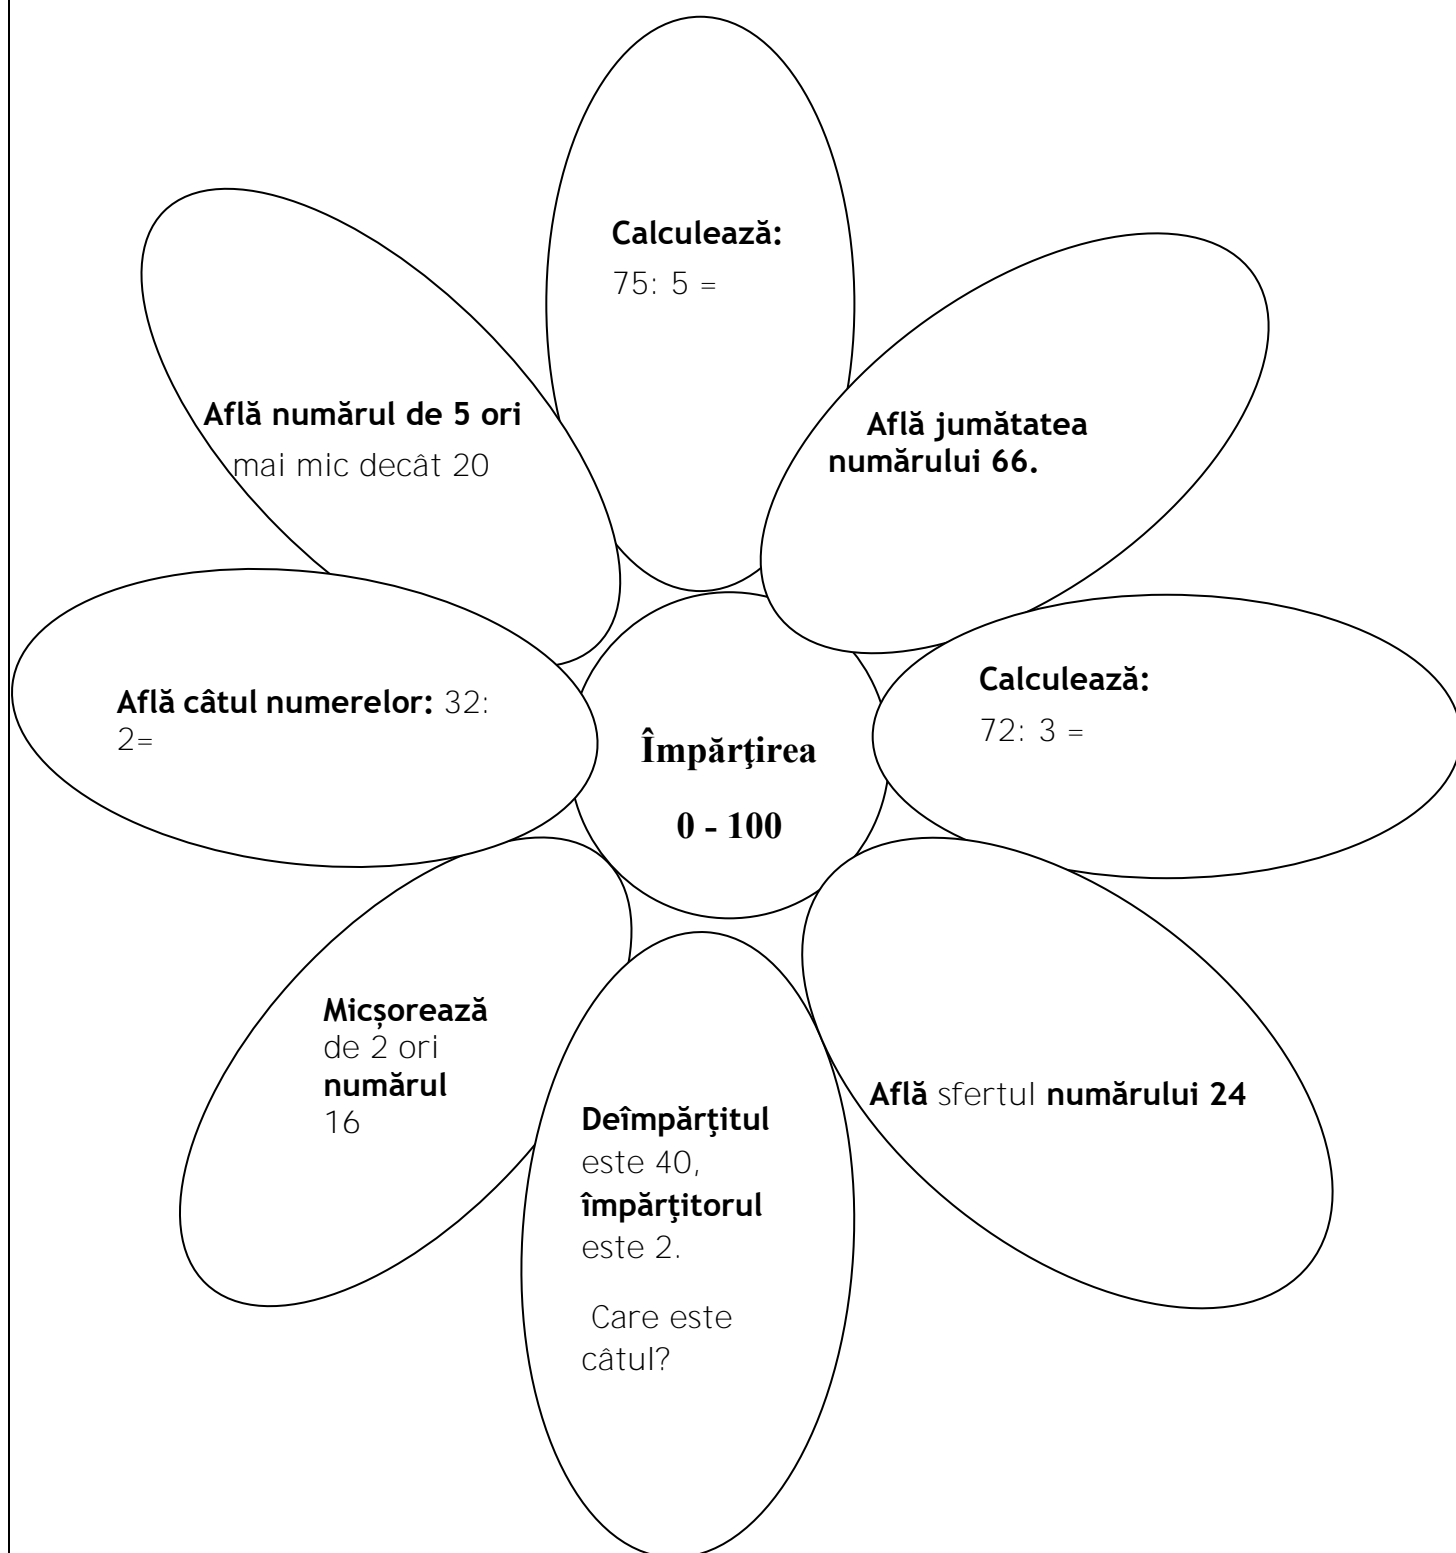 Calculează:
75: 5 =
Află jumătatea
numărului 66.
Află numărul de 5 ori
mai mic decât 20
Calculează:
72: 3 =
Află câtul numerelor: 32:
2=
Împărţirea
0 - 100
Micșorează
de 2 ori
numărul
16
Află sfertul numărului 24
Deîmpărțitul
este 40,
împărțitorul
este 2.
Care este
câtul?